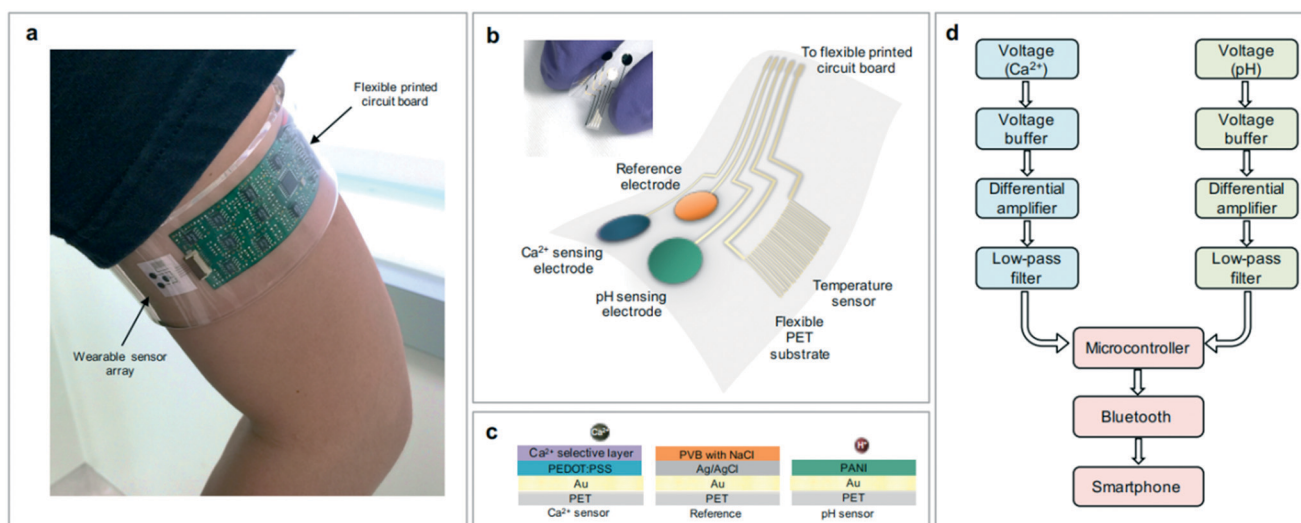 a
Flexible printed
circuit board
Wearable sensor
array
b
To flexible printed
circuit board
Reference
electrode
Ca²⁺ sensing
electrode
pH sensing
electrode
Temperature
sensor
Flexible
PET
substrate
c
Ca²⁺
Ca²⁺ selective layer
PEDOT:PSS
Au
PET
Ca²⁺ sensor
PVB with NaCl
Ag/AgCl
Au
PET
Reference
H⁺
PANI
Au
PET
pH sensor
d
Voltage
(Ca²⁺)
Voltage
buffer
Differential
amplifier
Low-pass
filter
Voltage
(pH)
Voltage
buffer
Differential
amplifier
Low-pass
filter
Microcontroller
Bluetooth
Smartphone